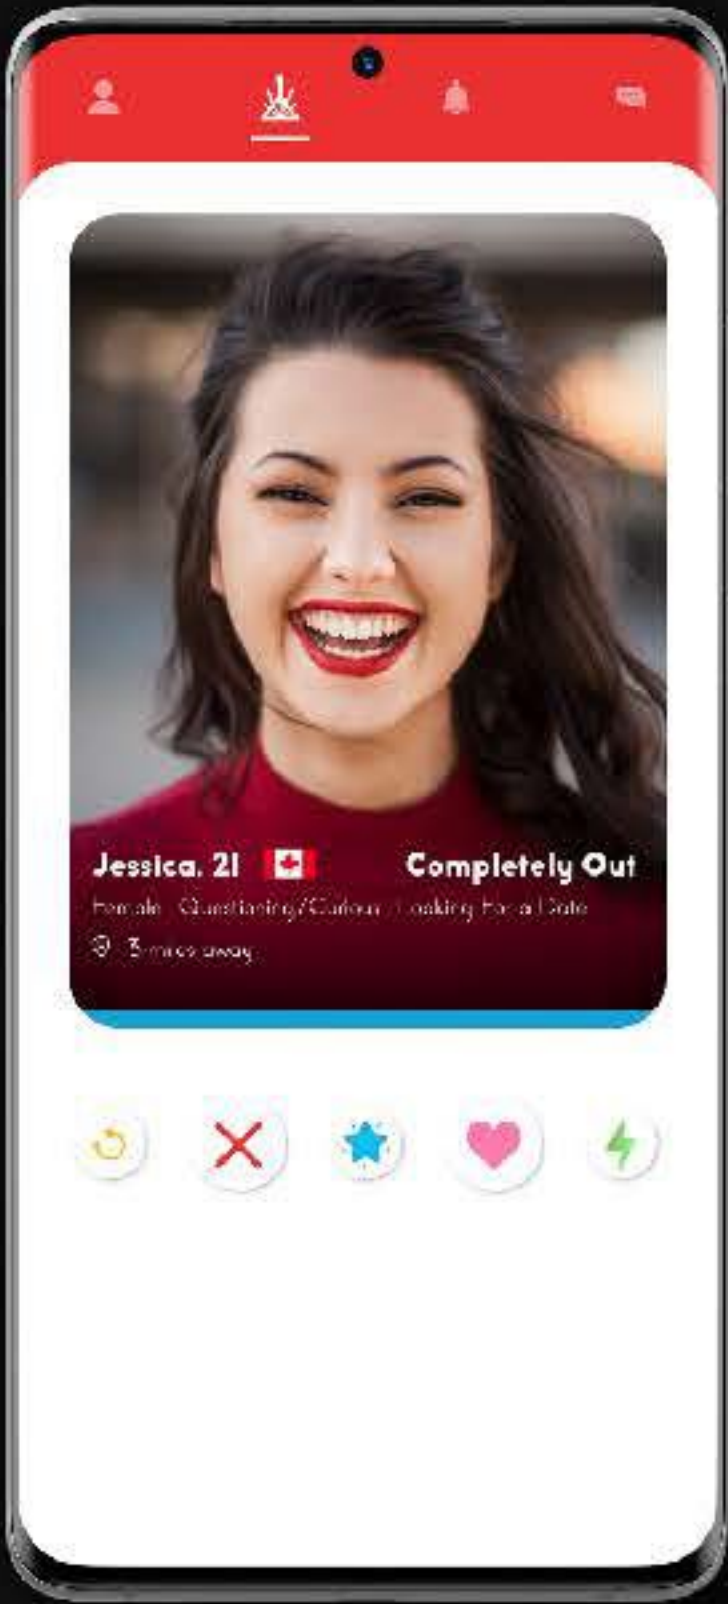 Jessica. 21 Completely Out
Female Questioning/Curious Looking For a Date
3 miles away